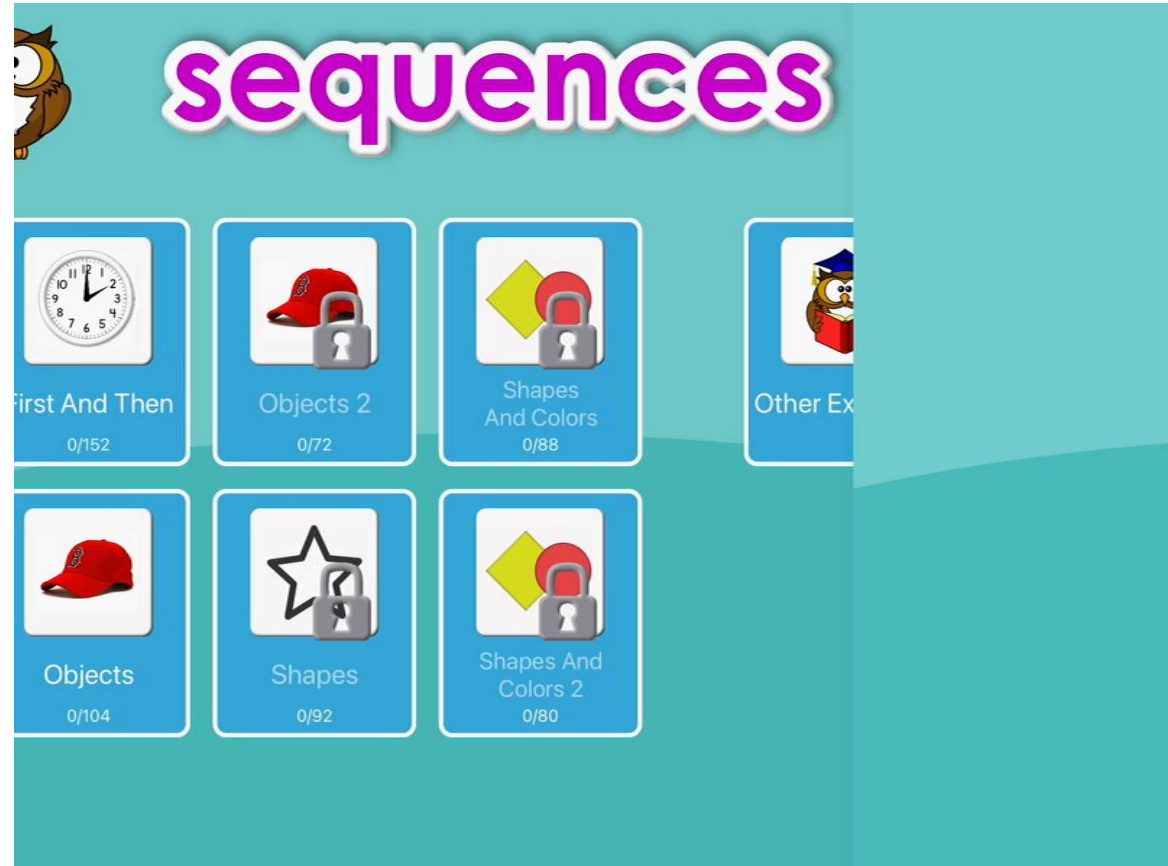 sequences
First And Then
0/152
Objects 2
0/72
Shapes
And Colors
0/88
Other Ex
Objects
0/104
Shapes
0/92
Shapes And
Colors 2
0/80